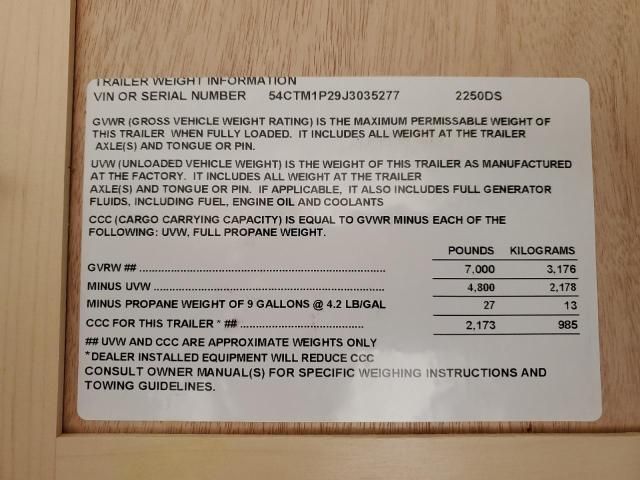 TRAILER WEIGHT INFORMATION
VIN OR SERIAL NUMBER 54CTM1P29J3035277 2250DS
GVWR (GROSS VEHICLE WEIGHT RATING) IS THE MAXIMUM PERMISSABLE WEIGHT OF
THIS TRAILER WHEN FULLY LOADED. IT INCLUDES ALL WEIGHT AT THE TRAILER
AXLE(S) AND TONGUE OR PIN.
UVW (UNLOADED VEHICLE WEIGHT) IS THE WEIGHT OF THIS TRAILER AS MANUFACTURED
AT THE FACTORY. IT INCLUDES ALL WEIGHT AT THE TRAILER
AXLE(S) AND TONGUE OR PIN. IF APPLICABLE, IT ALSO INCLUDES FULL GENERATOR
FLUIDS, INCLUDING FUEL, ENGINE OIL AND COOLANTS
CCC (CARGO CARRYING CAPACITY) IS EQUAL TO GVWR MINUS EACH OF THE
FOLLOWING: UVW, FULL PROPANE WEIGHT.
POUNDS KILOGRAMS
GVRW ## ........................................ 7,000 3,176
MINUS UVW ........................................ 4,800 2,178
MINUS PROPANE WEIGHT OF 9 GALLONS @ 4.2 LB/GAL 27 13
CCC FOR THIS TRAILER * ## .............................. 2,173 985
## UVW AND CCC ARE APPROXIMATE WEIGHTS ONLY
*DEALER INSTALLED EQUIPMENT WILL REDUCE CCC
CONSULT OWNER MANUAL(S) FOR SPECIFIC WEIGHING INSTRUCTIONS AND
TOWING GUIDELINES.